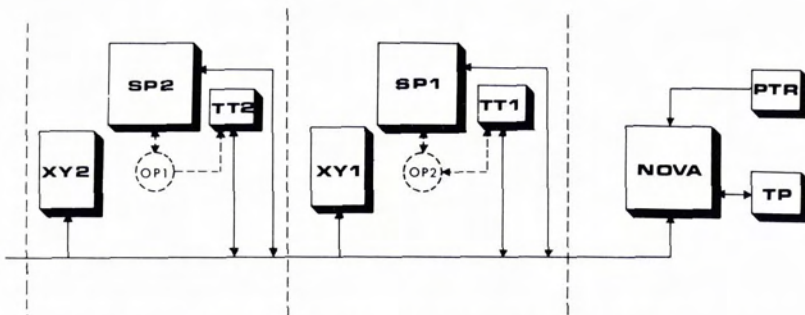 SP2
TT2
XY2
OP1
SP1
TT1
XY1
OP2
PTR
NOVA
TP